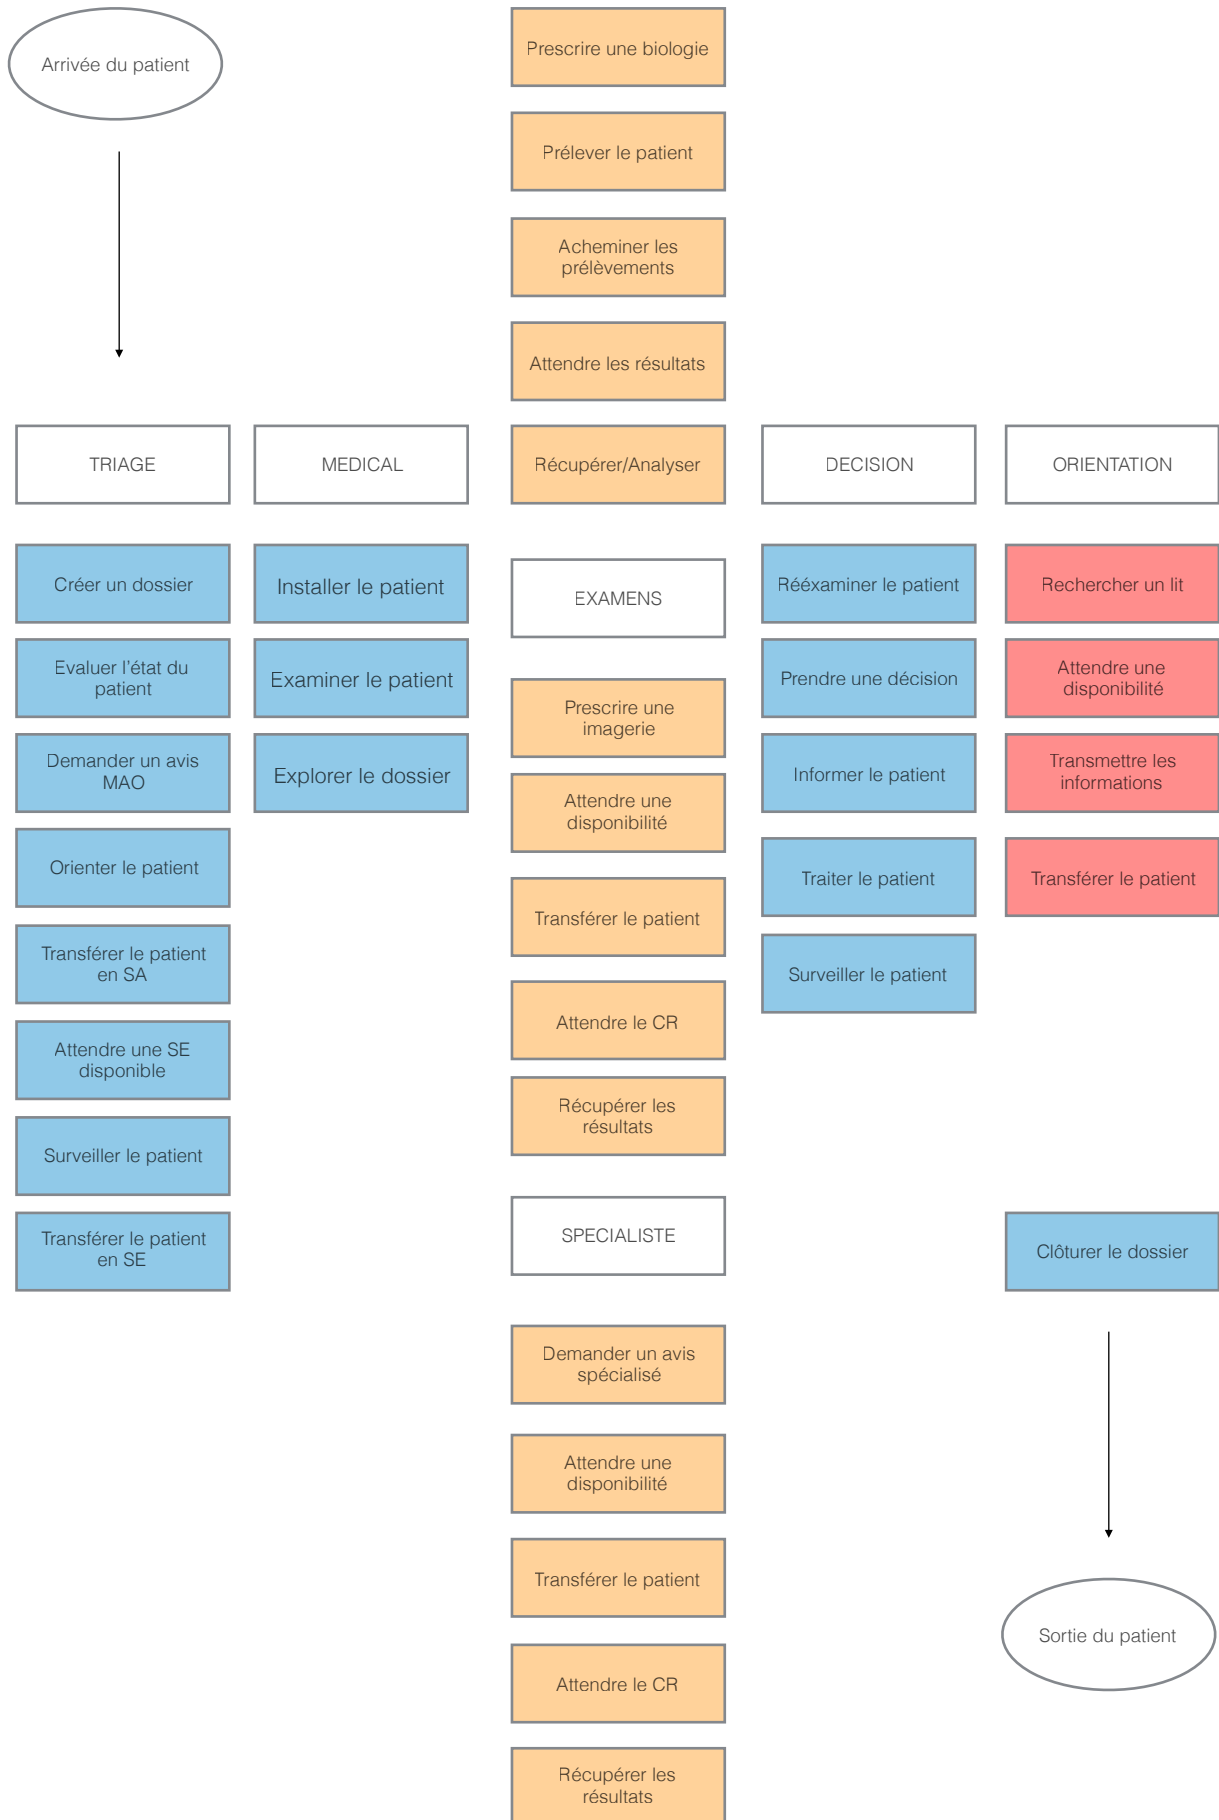 Arrivée du patient
Prescrire une biologie
Prélever le patient
Acheminer les
prélèvements
Attendre les résultats
TRIAGE
MEDICAL
Récupérer/Analyser
DECISION
ORIENTATION
Créer un dossier
Evaluer l'état du
patient
Demander un avis
MAO
Orienter le patient
Transférer le patient
en SA
Attendre une SE
disponible
Surveiller le patient
Transférer le patient
en SE
Installer le patient
Examiner le patient
Explorer le dossier
EXAMENS
Prescrire une
imagerie
Attendre une
disponibilité
Transférer le patient
Attendre le CR
Récupérer les
résultats
SPECIALISTE
Demander un avis
spécialisé
Attendre une
disponibilité
Transférer le patient
Attendre le CR
Récupérer les
résultats
Rééxaminer le patient
Prendre une décision
Informer le patient
Traiter le patient
Surveiller le patient
Rechercher un lit
Attendre une
disponibilité
Transmettre les
informations
Transférer le patient
Clôturer le dossier
Sortie du patient